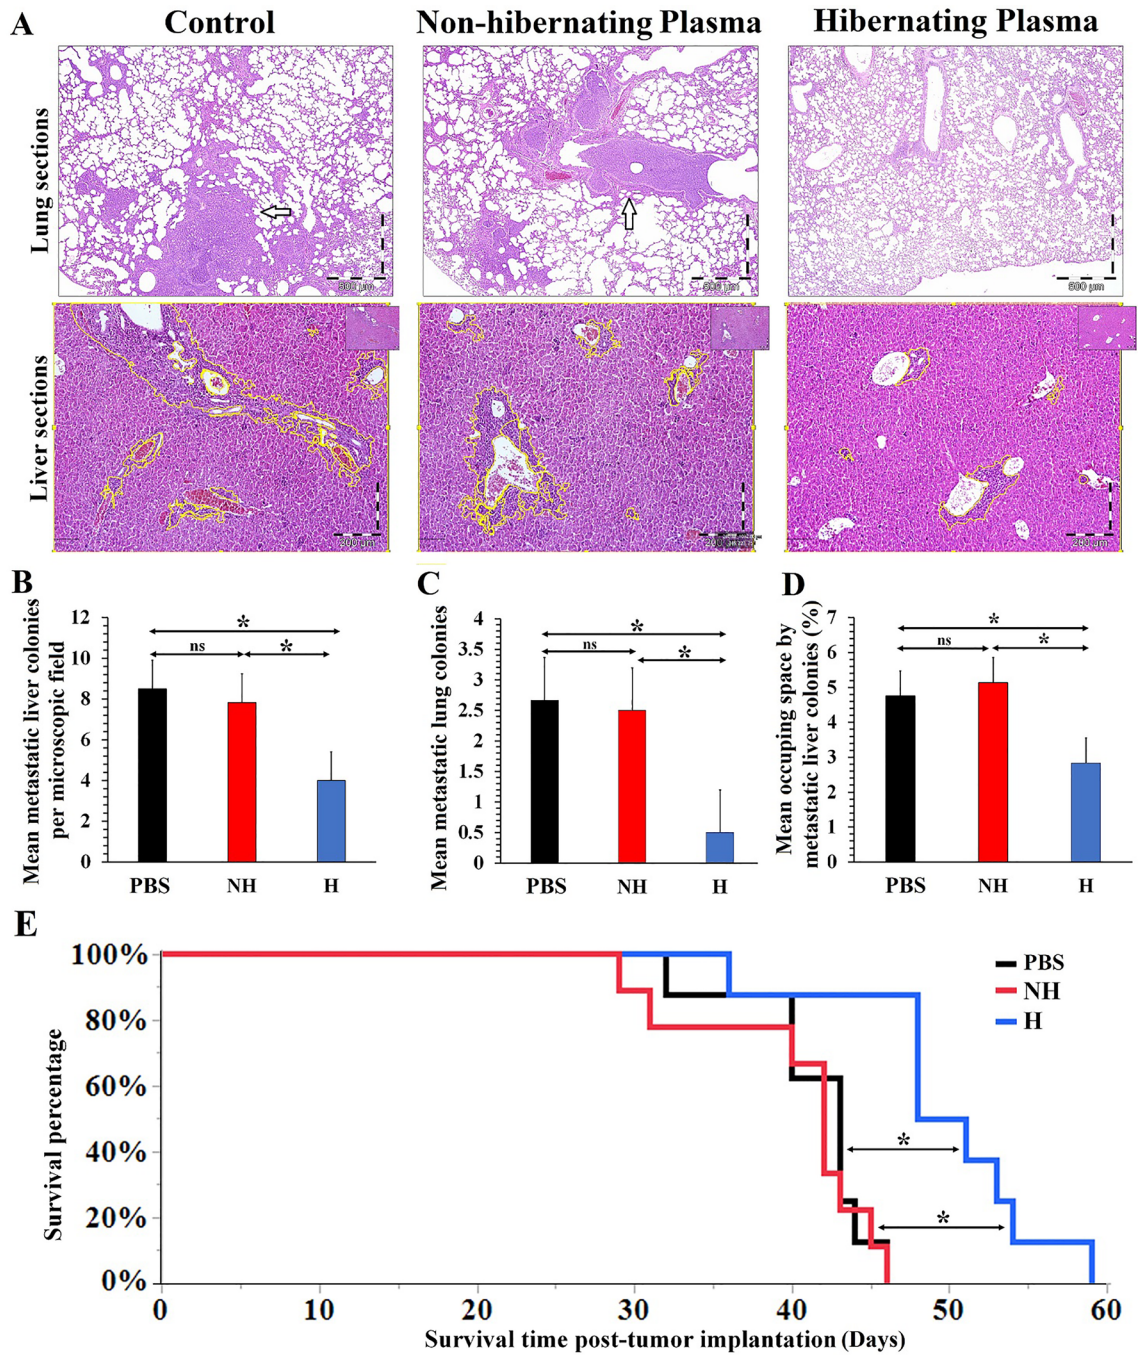 A
Control
Non-hibernating Plasma
Hibernating Plasma
Lung sections
500 µm
500 µm
500 µm
Liver sections
200 µm
B
Mean metastatic liver colonies
per microscopic field
12
10
8
6
4
2
0
*
ns
*
PBS
NH
H
C
Mean metastatic lung colonies
4
3.5
3
2.5
2
1.5
1
0.5
0
*
ns
*
PBS
NH
H
D
Mean occuping space by
metastatic liver colonies (%)
7
6
5
4
3
2
1
0
*
ns
*
PBS
NH
H
E
Survival percentage
100%
80%
60%
40%
20%
0%
PBS
NH
H
*
*
0
10
20
30
40
50
60
Survival time post-tumor implantation (Days)